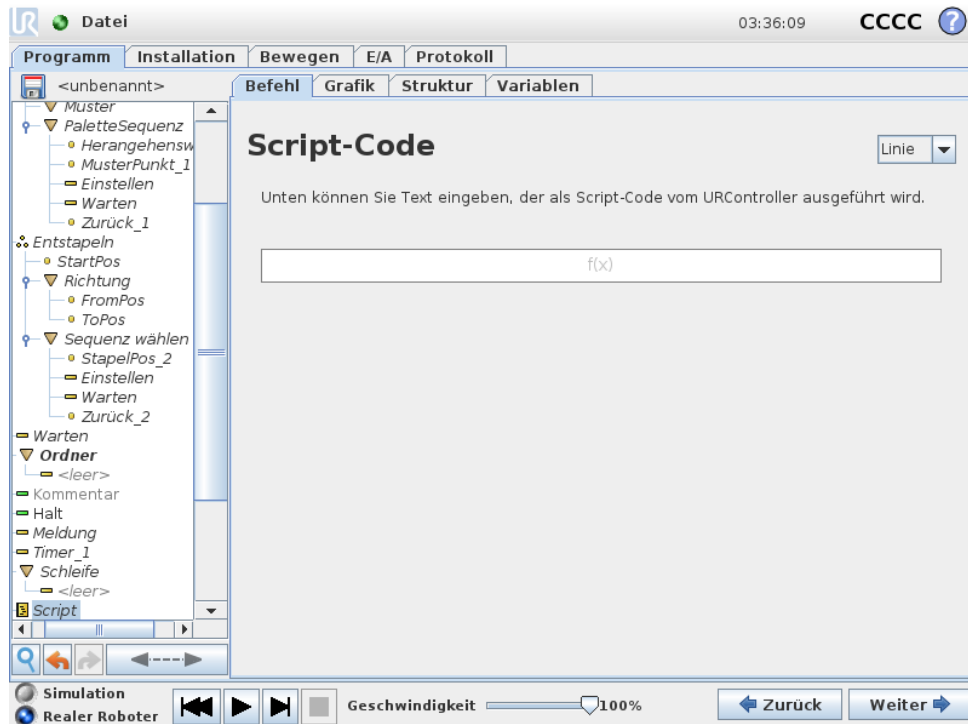 UR Datei 03:36:09 CCCC ?
Programm Installation Bewegen E/A Protokoll
<unbenannt> Befehl Grafik Struktur Variablen
Muster
PaletteSequenz
Herangehensw
MusterPunkt_1
Einstellen
Warten
Zurück_1
Entstapeln
StartPos
Richtung
FromPos
ToPos
Sequenz wählen
StapelPos_2
Einstellen
Warten
Zurück_2
Warten
Ordner
<leer>
Kommentar
Halt
Meldung
Timer_1
Schleife
<leer>
Script
Script-Code
Linie
Unten können Sie Text eingeben, der als Script-Code vom URController ausgeführt wird.
f(x)
Simulation
Realer Roboter
Geschwindigkeit 100%
Zurück Weiter